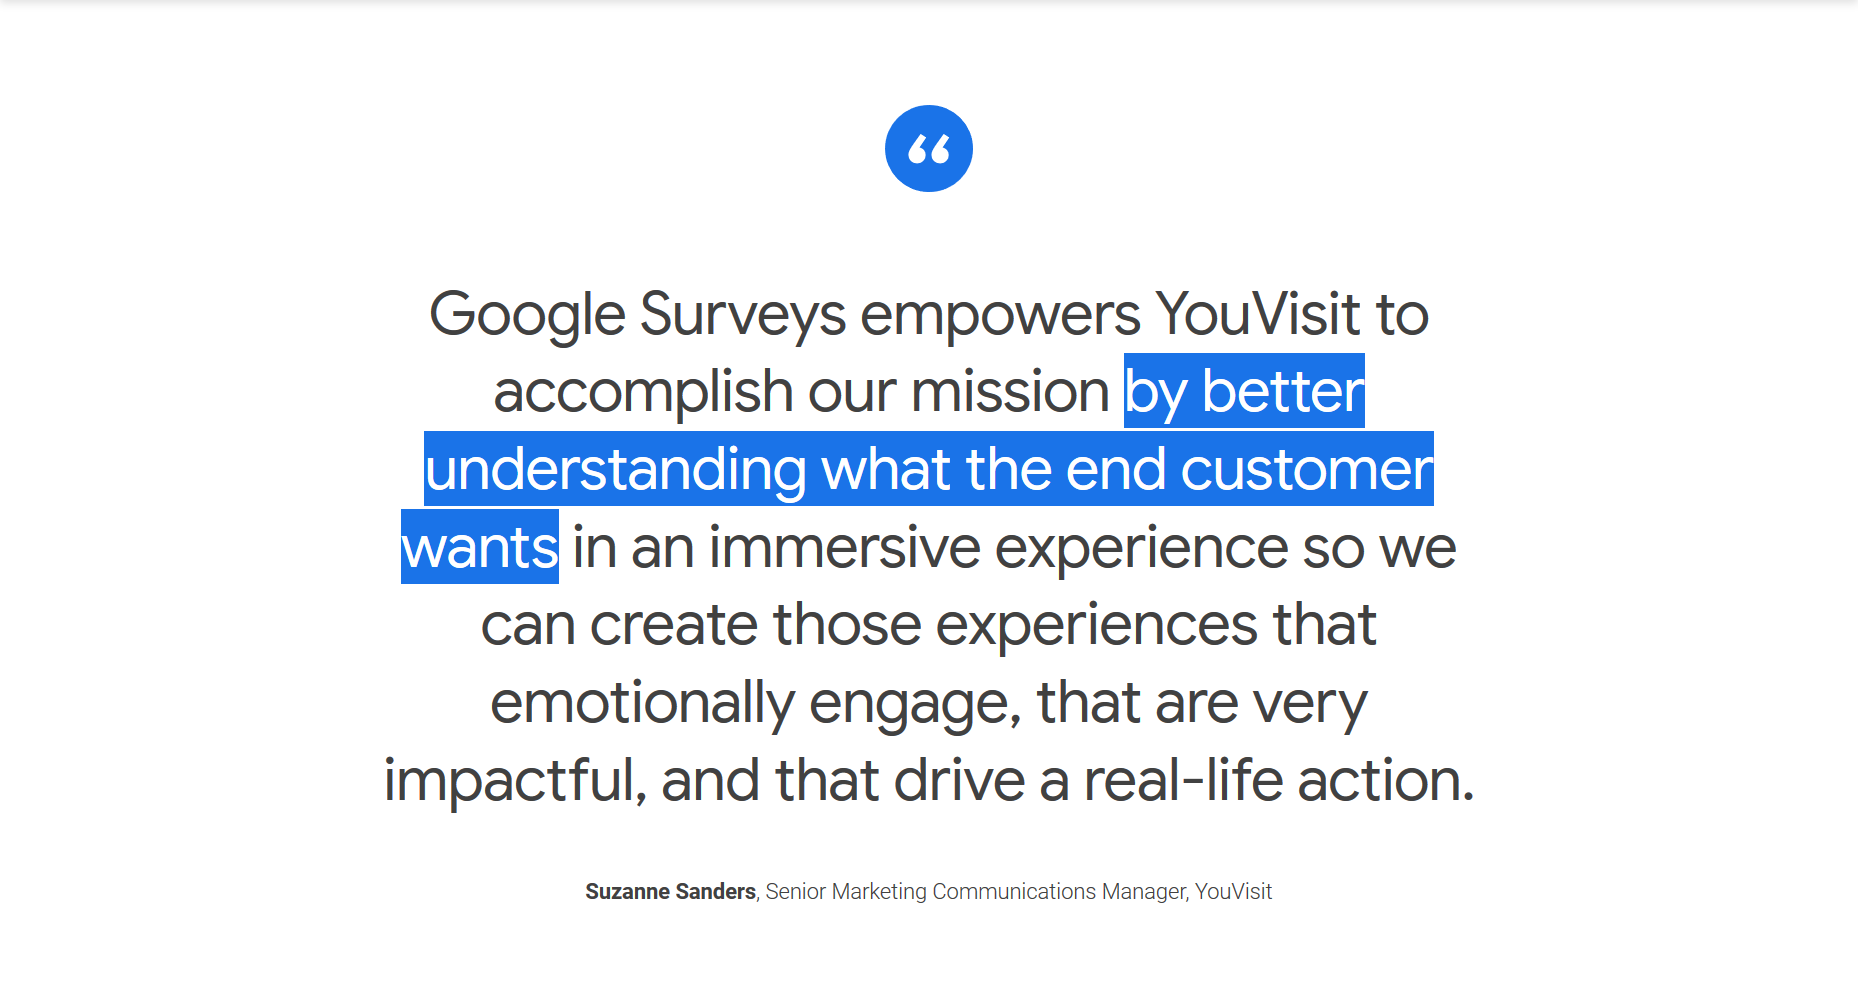 “
Google Surveys empowers YouVisit to
accomplish our mission by better
understanding what the end customer
wants in an immersive experience so we
can create those experiences that
emotionally engage, that are very
impactful, and that drive a real-life action.
Suzanne Sanders, Senior Marketing Communications Manager, YouVisit